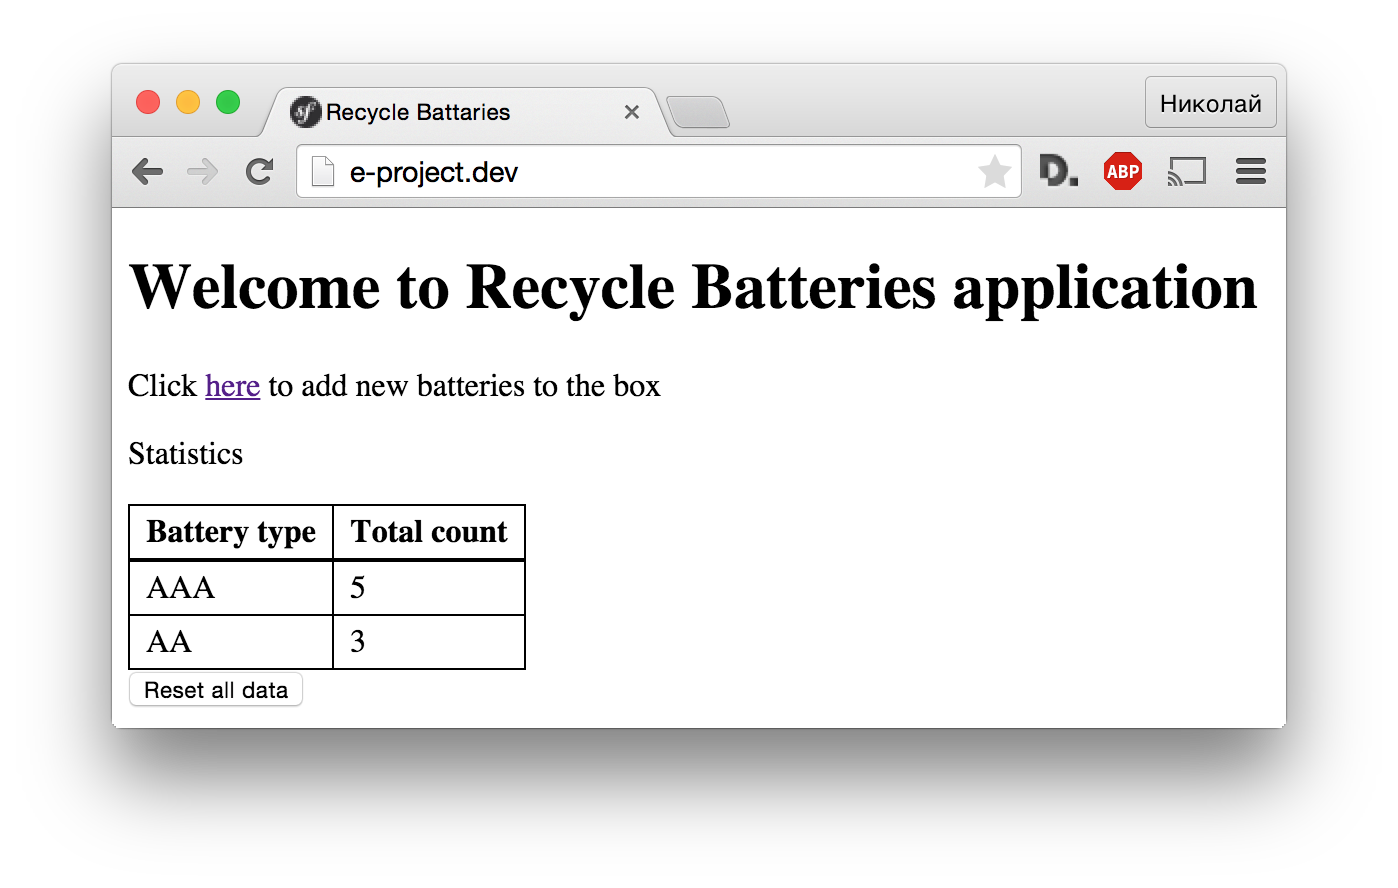 sf Recycle Battaries
Николай
e-project.dev
D.
ABP
Welcome to Recycle Batteries application
Click here to add new batteries to the box
Statistics
Battery type Total count
AAA 5
AA 3
Reset all data